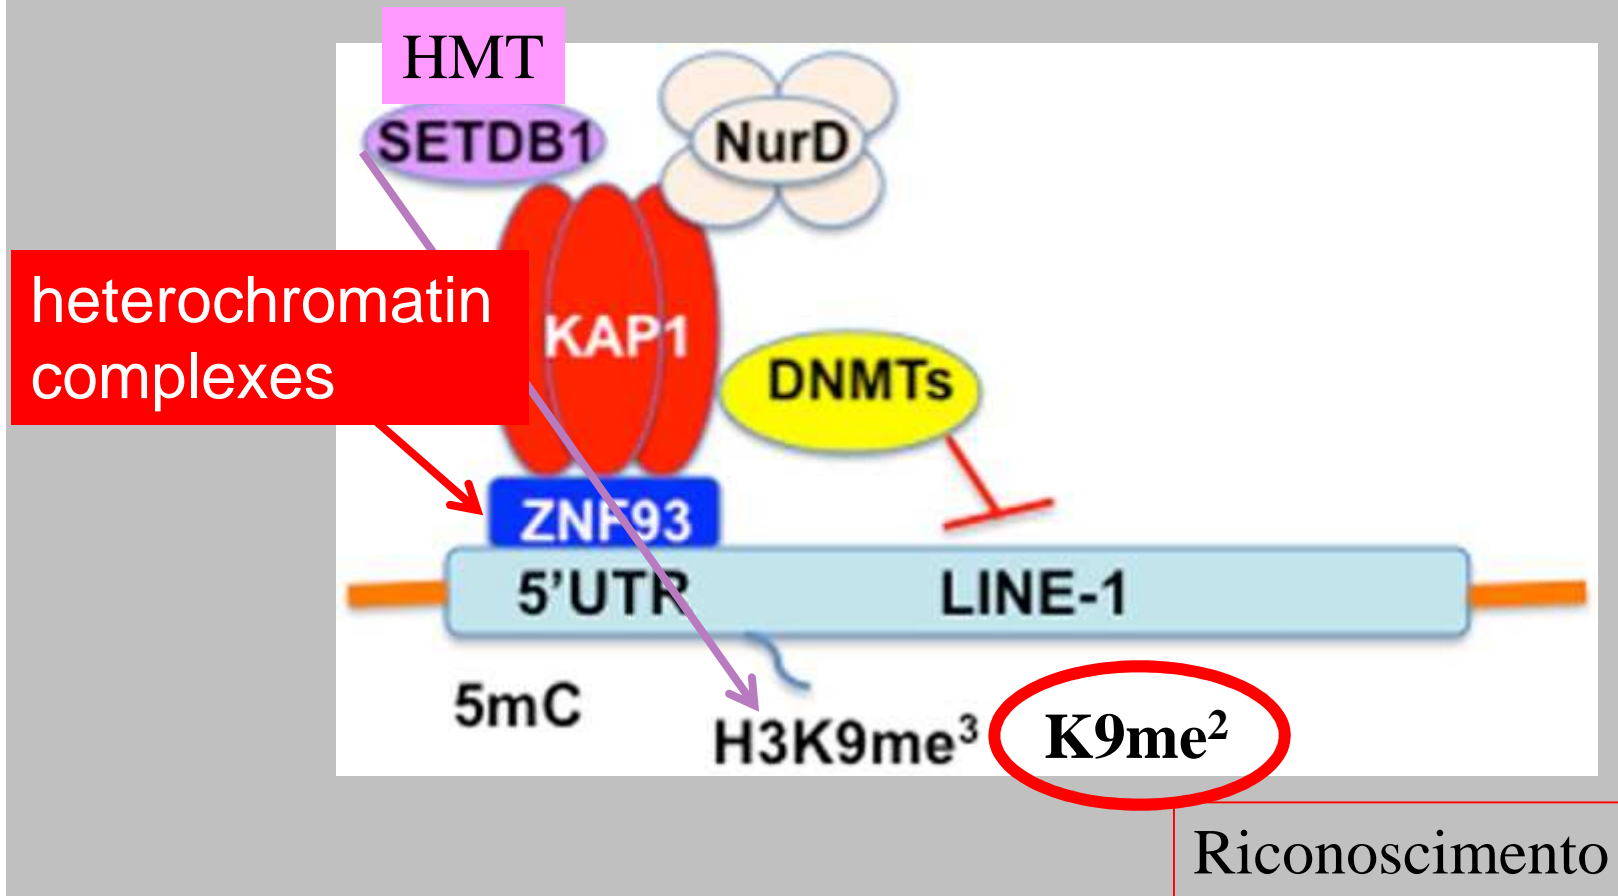 HMT
SETDB1
NurD
heterochromatin
complexes
KAP1
DNMTs
ZNF93
5’UTR
LINE-1
5mC
H3K9me³
K9me²
Riconoscimento